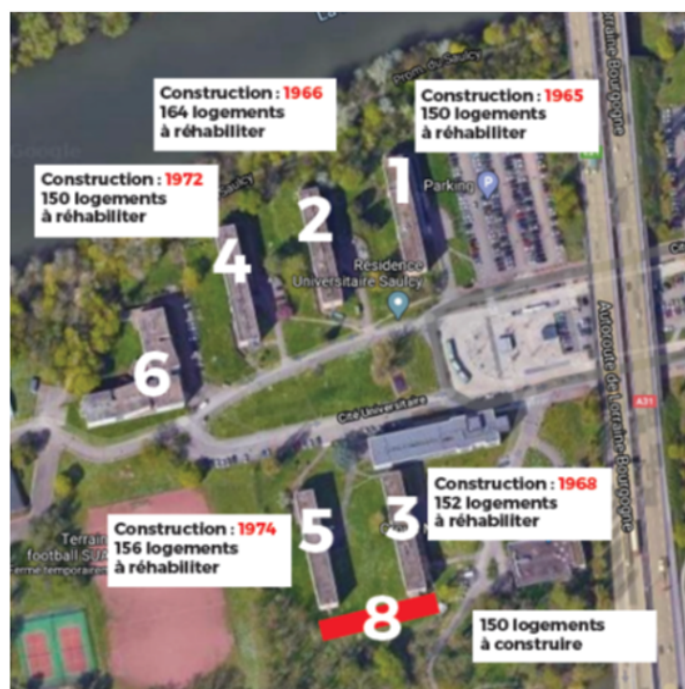 Construction : 1966
164 logements
à réhabiliter
Construction : 1965
150 logements
à réhabiliter
Construction : 1972
150 logements
à réhabiliter
1
2
4
Parking
P
Résidence
Universitaire Saulcy
6
Cité Universitaire
Autoroute de Lorraine-Bourgogne
A31
Construction : 1968
152 logements
à réhabiliter
3
5
Construction : 1974
156 logements
à réhabiliter
Terrain
football
8
150 logements
à construire